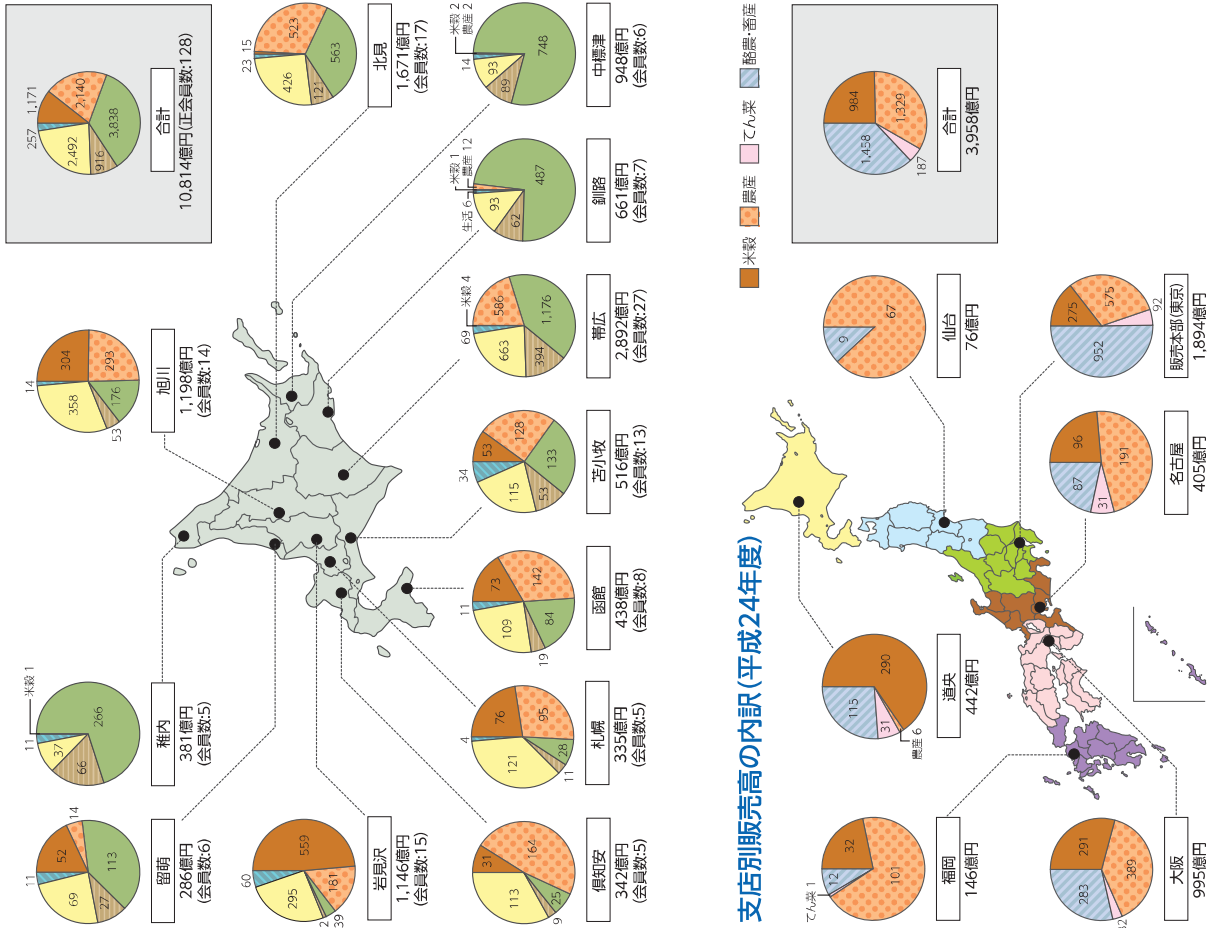 11
52
14
69
27
113
留萌
286億円
(会員数:6)
11
米穀 1
37
66
266
稚内
381億円
(会員数:5)
14
304
358
293
53
176
旭川
1,198億円
(会員数:14)
257
1,171
2,492
2,140
916
3,838
合計
10,814億円(正会員数:128)
60
559
295
181
2
39
岩見沢
1,146億円
(会員数:15)
23
15
523
426
121
563
北見
1,671億円
(会員数:17)
31
164
113
9
25
倶知安
342億円
(会員数:5)
4
76
95
121
11
28
札幌
335億円
(会員数:5)
11
73
142
109
19
84
函館
438億円
(会員数:8)
34
53
128
115
53
133
苫小牧
516億円
(会員数:13)
69
米穀 4
586
663
394
1,176
帯広
2,892億円
(会員数:27)
生活 6
米穀 1
農産 12
93
62
487
釧路
661億円
(会員数:7)
14
米穀 2
農産 2
93
89
748
中標津
948億円
(会員数:6)
支店別販売高の内訳(平成24年度)
米穀
農産
てん菜
酪農・畜産
てん菜 1
12
32
101
福岡
146億円
115
31
290
農産 6
道央
442億円
9
67
仙台
76億円
984
1,458
1,329
187
合計
3,958億円
291
283
389
大阪
995億円
96
87
191
31
名古屋
405億円
275
952
575
92
販売本部(東京)
1,894億円